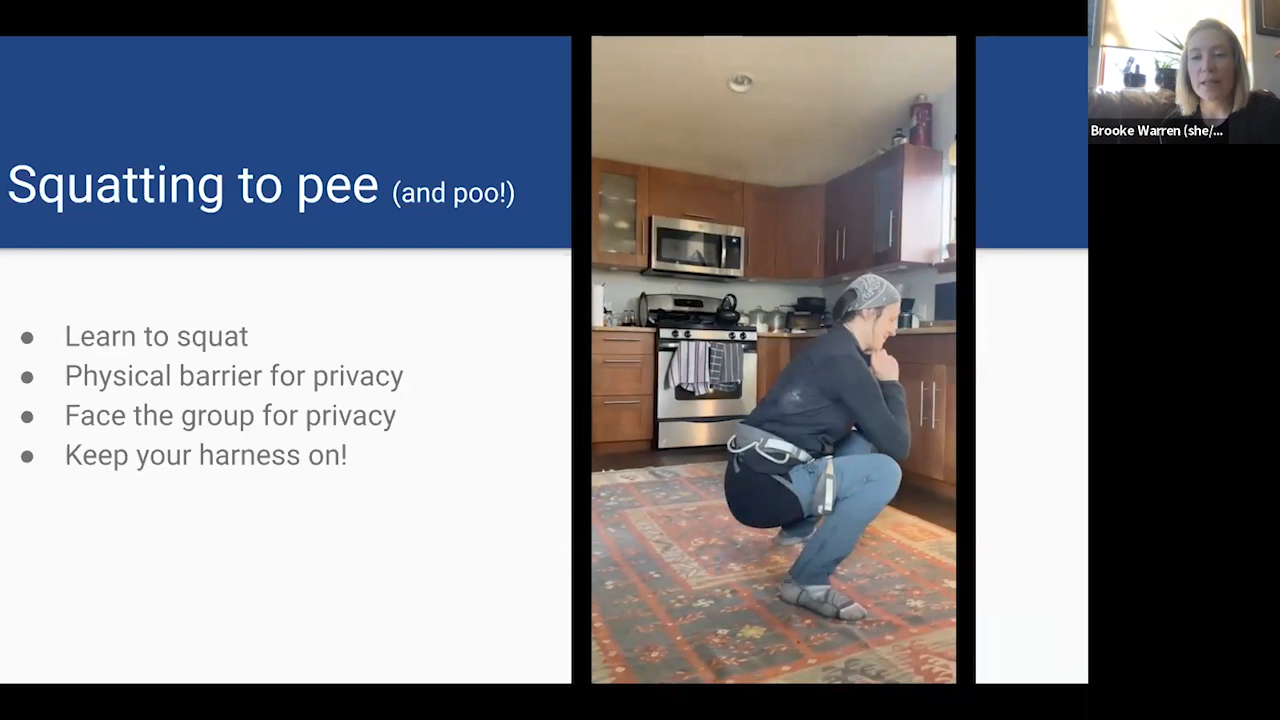 Squatting to pee (and poo!)
● Learn to squat
● Physical barrier for privacy
● Face the group for privacy
● Keep your harness on!
Brooke Warren (she/...